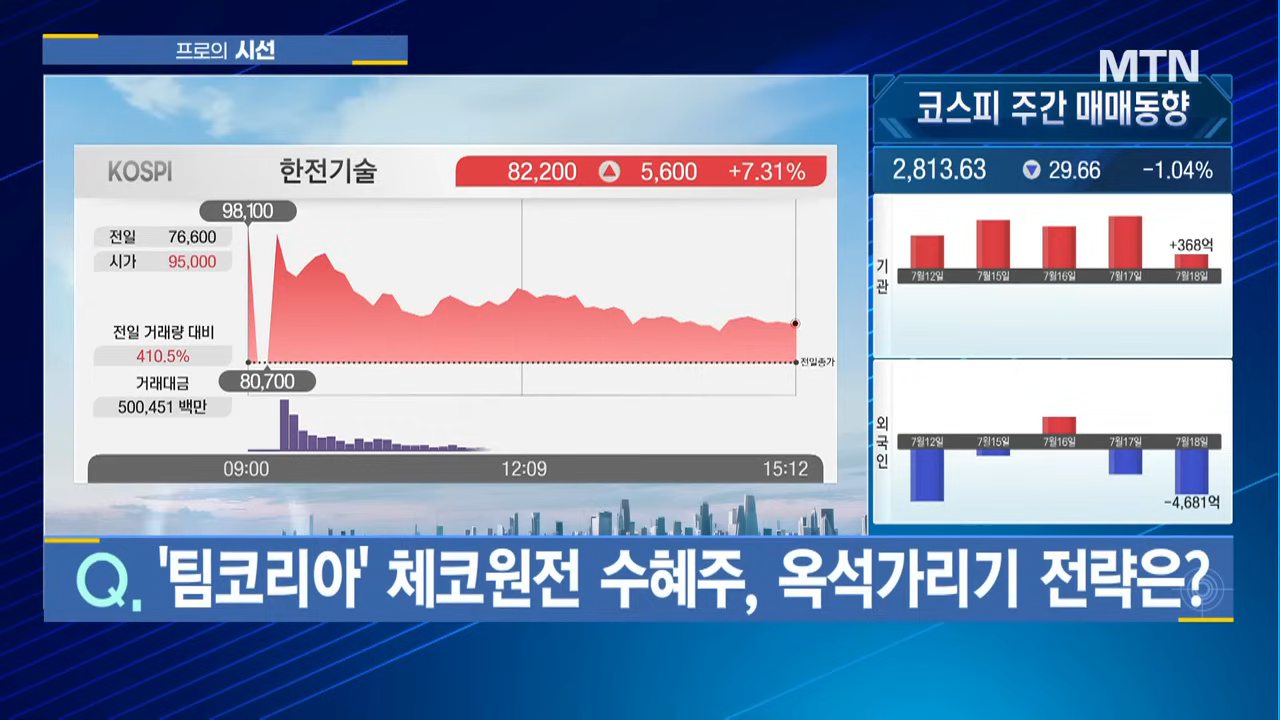 프로의 시선
MTN
KOSPI 한전기술 82,200 ▲ 5,600 +7.31%
98,100
전일 76,600
시가 95,000
전일 거래량 대비
410.5%
거래대금
500,451 백만
80,700
전일종가
09:00 12:09 15:12
코스피 주간 매매동향
2,813.63 ▼ 29.66 -1.04%
기관
+368억
7월12일 7월15일 7월16일 7월17일 7월18일
외국인
7월12일 7월15일 7월16일 7월17일 7월18일
-4,681억
Q. '팀코리아' 체코원전 수혜주, 옥석가리기 전략은?